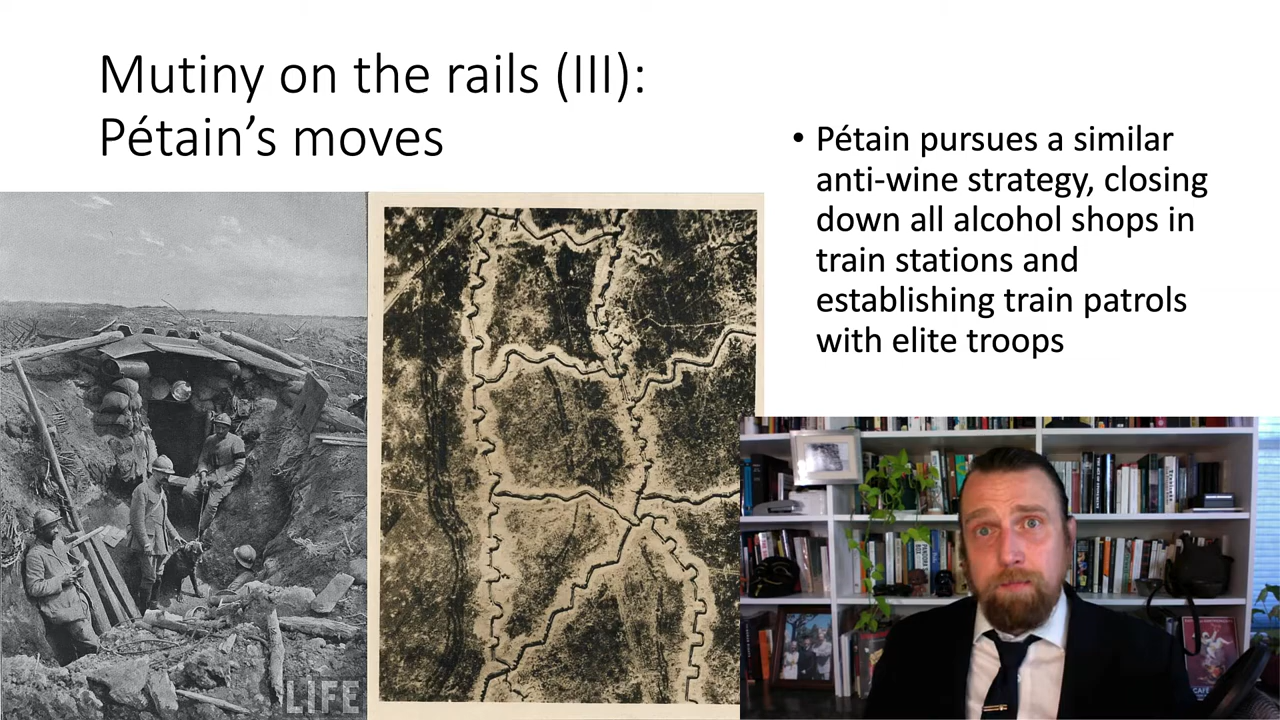 Mutiny on the rails (III):
Pétain’s moves
• Pétain pursues a similar
anti-wine strategy, closing
down all alcohol shops in
train stations and
establishing train patrols
with elite troops
LIFE